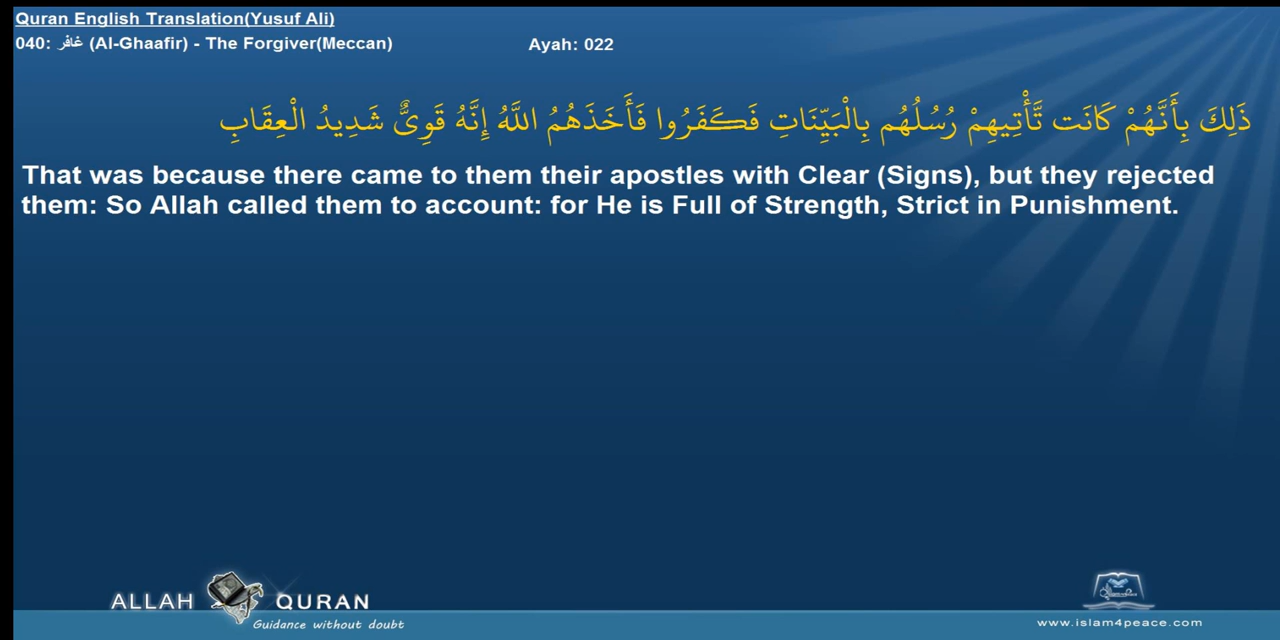 Quran English Translation(Yusuf Ali)
040: غافر (Al-Ghaafir) - The Forgiver(Meccan) Ayah: 022
ذَلِكَ بِأَنَّهُمْ كَانَت تَّأْتِيهِمْ رُسُلُهُم بِالْبَيِّنَاتِ فَكَفَرُوا فَأَخَذَهُمُ اللَّهُ إِنَّهُ قَوِيٌّ شَدِيدُ الْعِقَابِ
That was because there came to them their apostles with Clear (Signs), but they rejected
them: So Allah called them to account: for He is Full of Strength, Strict in Punishment.
ALLAH QURAN
Guidance without doubt
www.islam4peace.com